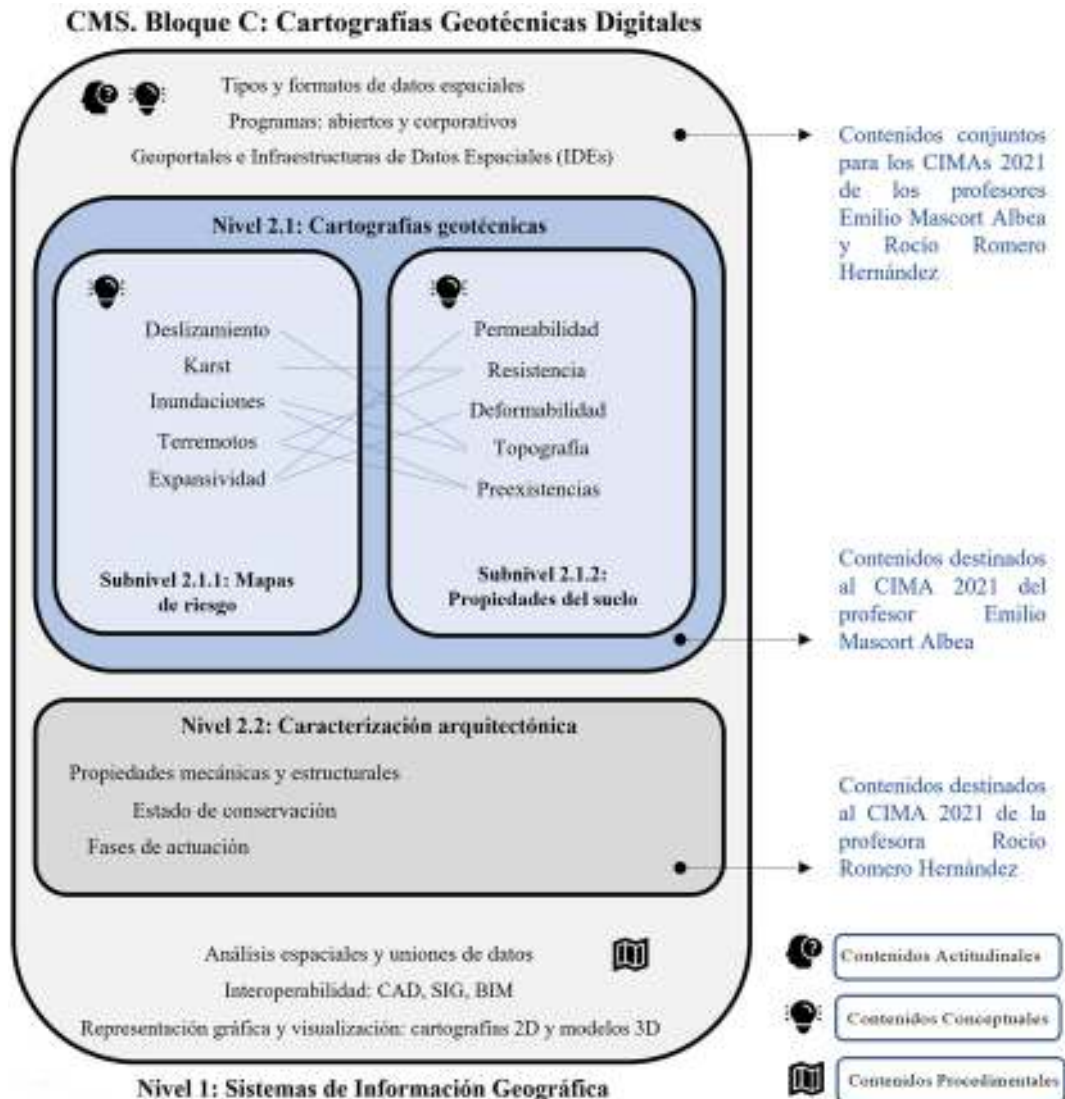 CMS. Bloque C: Cartografías Geotécnicas Digitales
Tipos y formatos de datos espaciales
Programas: abiertos y corporativos
Geoportales e Infraestructuras de Datos Espaciales (IDEs)
Contenidos conjuntos
para los CIMAs 2021
de los profesores
Emilio Mascort Albea
y Rocío Romero
Hernández
Nivel 2.1: Cartografías geotécnicas
Deslizamiento
Karst
Inundaciones
Terremotos
Expansividad
Subnivel 2.1.1: Mapas
de riesgo
Permeabilidad
Resistencia
Deformabilidad
Topografía
Preexistencias
Subnivel 2.1.2:
Propiedades del suelo
Contenidos destinados
al CIMA 2021 del
profesor Emilio
Mascort Albea
Nivel 2.2: Caracterización arquitectónica
Propiedades mecánicas y estructurales
Estado de conservación
Fases de actuación
Contenidos destinados
al CIMA 2021 de la
profesora Rocío
Romero Hernández
Análisis espaciales y uniones de datos
Interoperabilidad: CAD, SIG, BIM
Representación gráfica y visualización: cartografías 2D y modelos 3D
Nivel 1: Sistemas de Información Geográfica
Contenidos Actitudinales
Contenidos Conceptuales
Contenidos Procedimentales